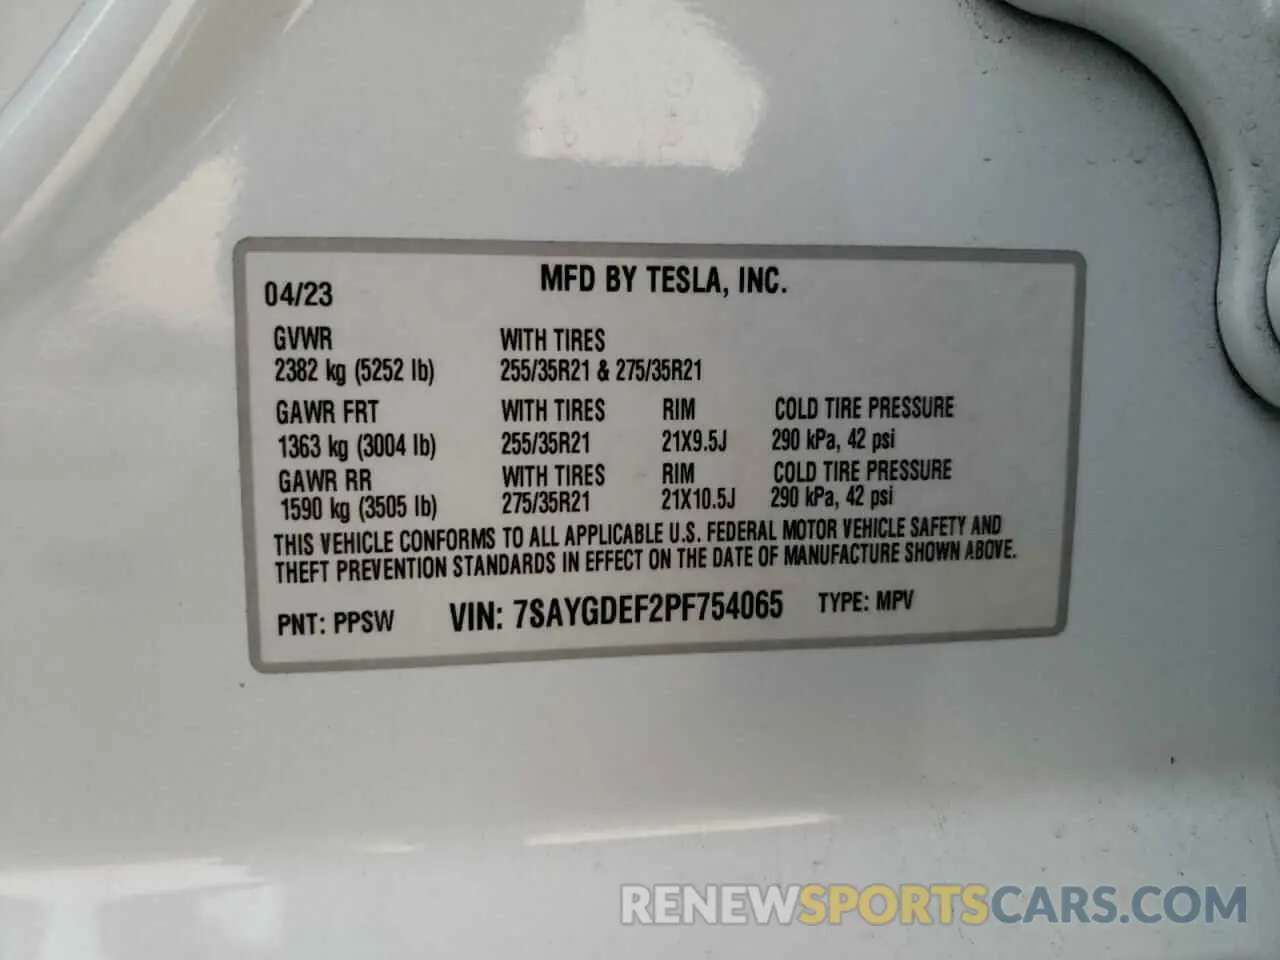 MFD BY TESLA, INC.
04/23
GVWR WITH TIRES
2382 kg (5252 lb) 255/35R21 & 275/35R21
GAWR FRT WITH TIRES RIM COLD TIRE PRESSURE
1363 kg (3004 lb) 255/35R21 21X9.5J 290 kPa, 42 psi
GAWR RR WITH TIRES RIM COLD TIRE PRESSURE
1590 kg (3505 lb) 275/35R21 21X10.5J 290 kPa, 42 psi
THIS VEHICLE CONFORMS TO ALL APPLICABLE U.S. FEDERAL MOTOR VEHICLE SAFETY AND
THEFT PREVENTION STANDARDS IN EFFECT ON THE DATE OF MANUFACTURE SHOWN ABOVE.
PNT: PPSW VIN: 7SAYGDEF2PF754065 TYPE: MPV
RENEWSPORTSCARS.COM